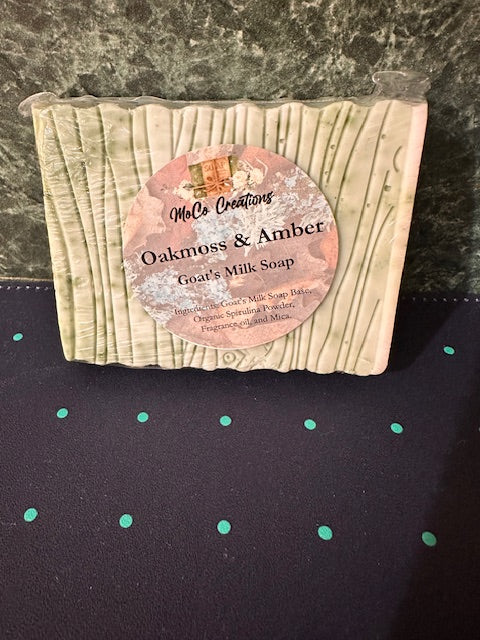 MoCo Creations
Oakmoss & Amber
Goat's Milk Soap
Ingredients: Goat's Milk Soap Base,
Organic Spirulina Powder,
Fragrance oil, and Mica.